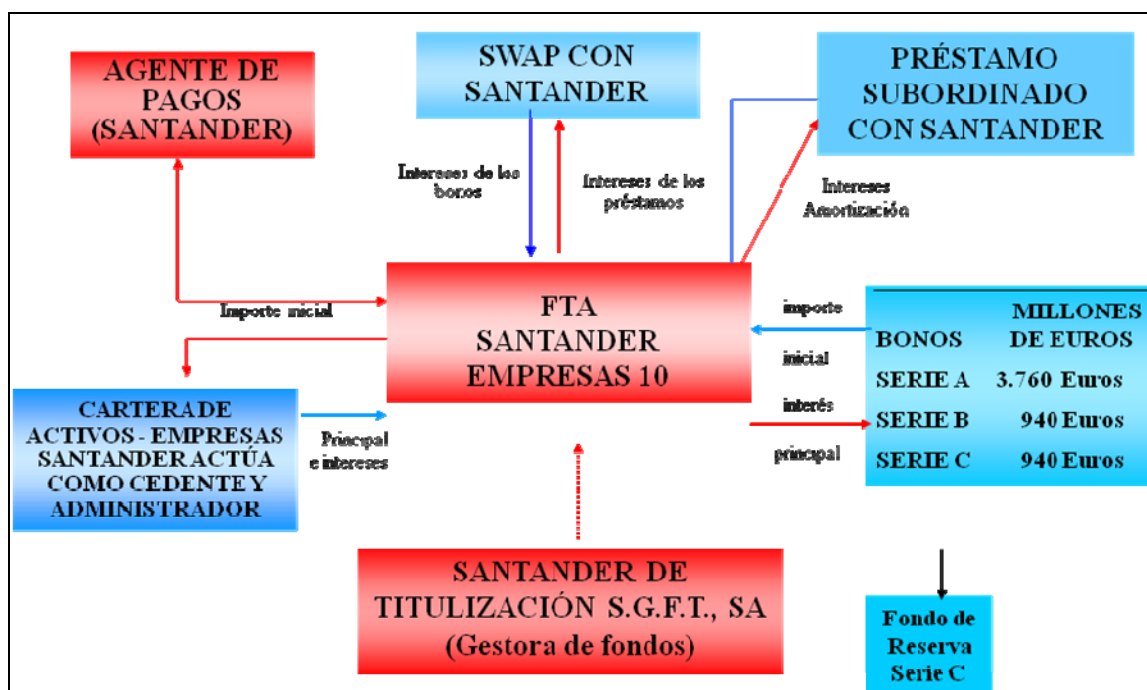 AGENTE DE
PAGOS
(SANTANDER)
SWAP CON
SANTANDER
PRÉSTAMO
SUBORDINADO
CON SANTANDER
Intereses de los
bonos
Intereses de los
préstamos
Intereses
Amortización
Importe inicial
FTA
SANTANDER
EMPRESAS 10
importe
inicial
interés
principal
MILLONES
BONOS DE EUROS
SERIE A 3.760 Euros
SERIE B 940 Euros
SERIE C 940 Euros
CARTERA DE
ACTIVOS - EMPRESAS
SANTANDER ACTÚA
COMO CEDENTE Y
ADMINISTRADOR
Principal
e intereses
SANTANDER DE
TITULIZACIÓN S.G.F.T., SA
(Gestora de fondos)
Fondo de
Reserva
Serie C